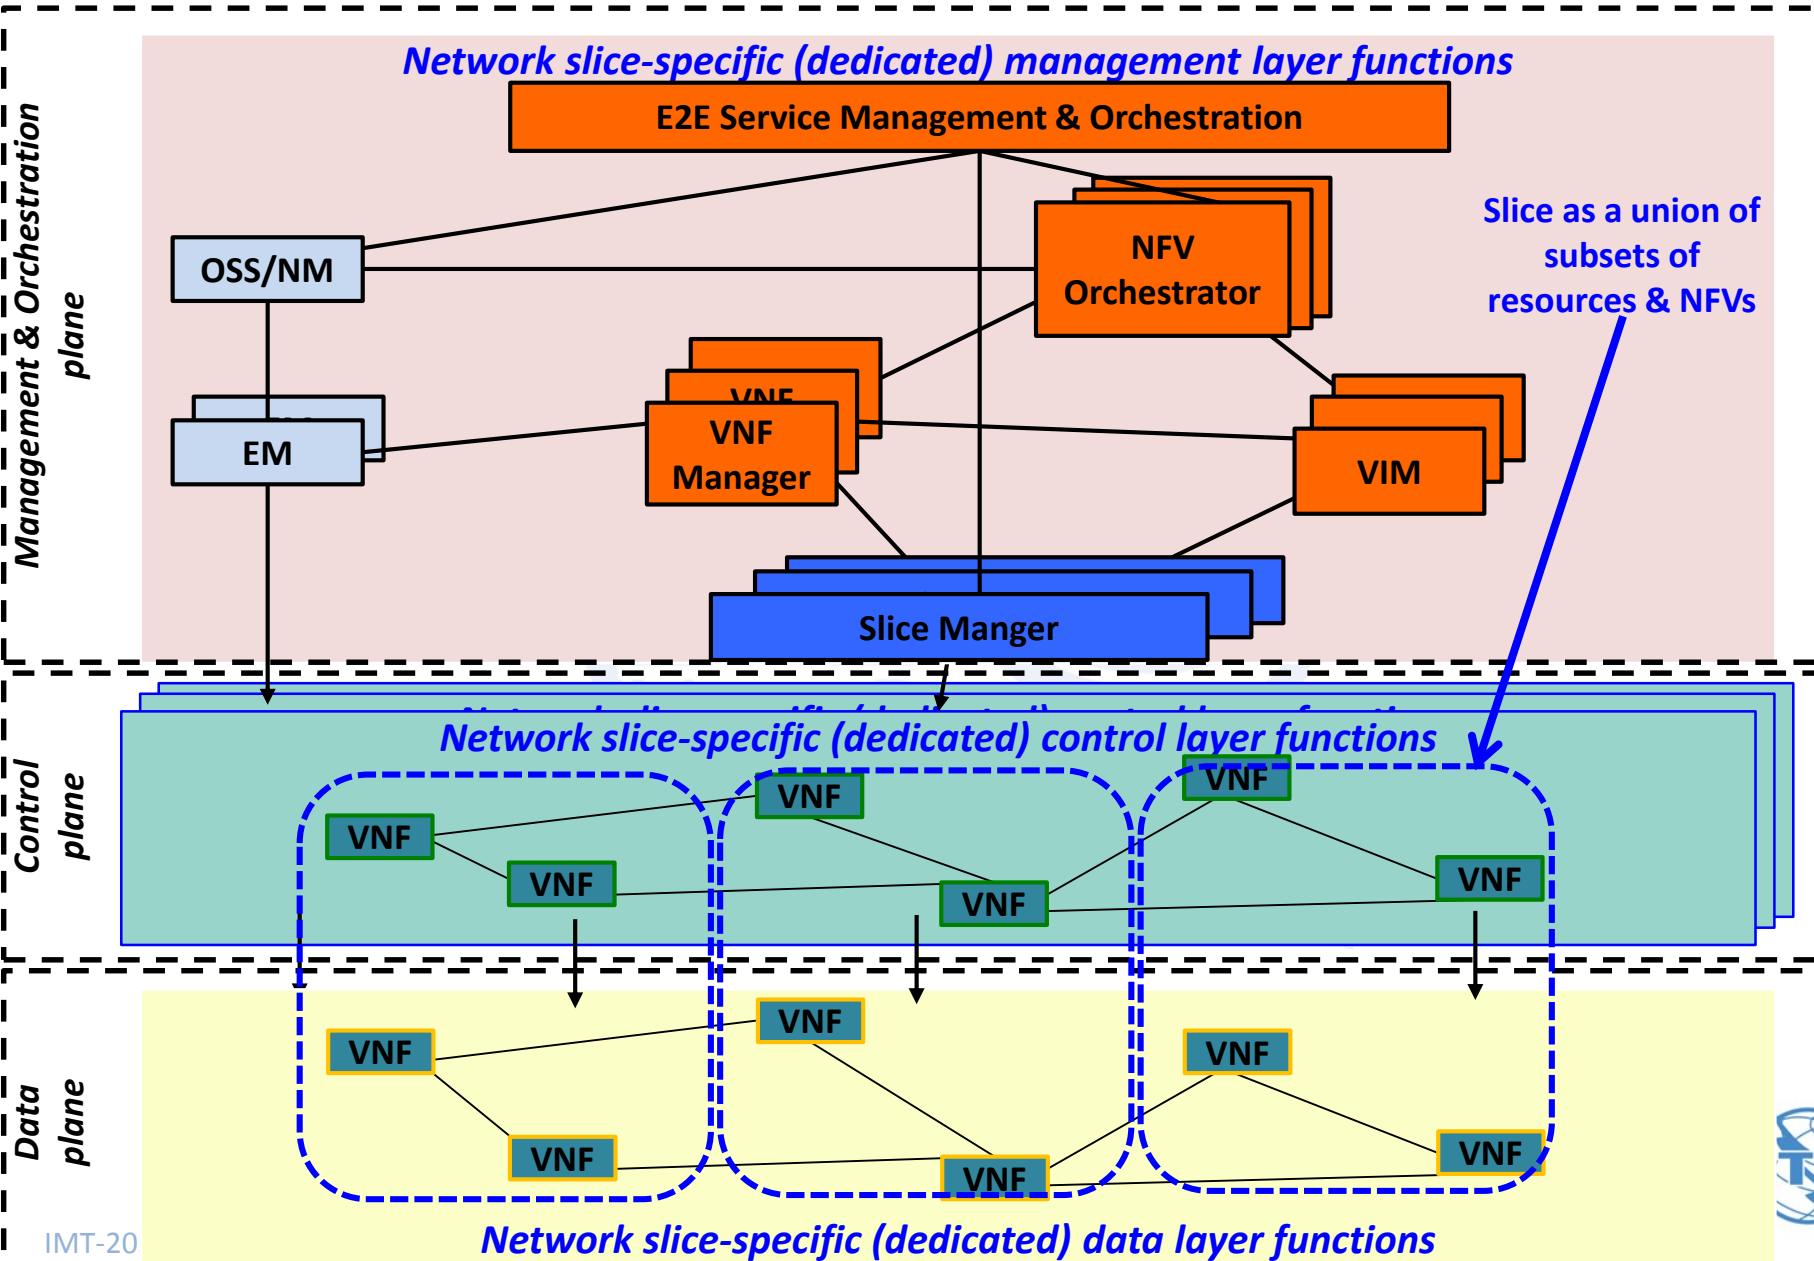 Network slice-specific (dedicated) management layer functions
E2E Service Management & Orchestration
Management & Orchestration
plane
Slice as a union of
subsets of
resources & NFVs
NFV
Orchestrator
OSS/NM
VNF
VNF
Manager
EM
VIM
Slice Manger
Control
plane
Network slice-specific (dedicated) control layer functions
VNF
VNF
VNF
VNF
VNF
VNF
Data
plane
VNF
VNF
VNF
VNF
VNF
VNF
Network slice-specific (dedicated) data layer functions
IMT-20